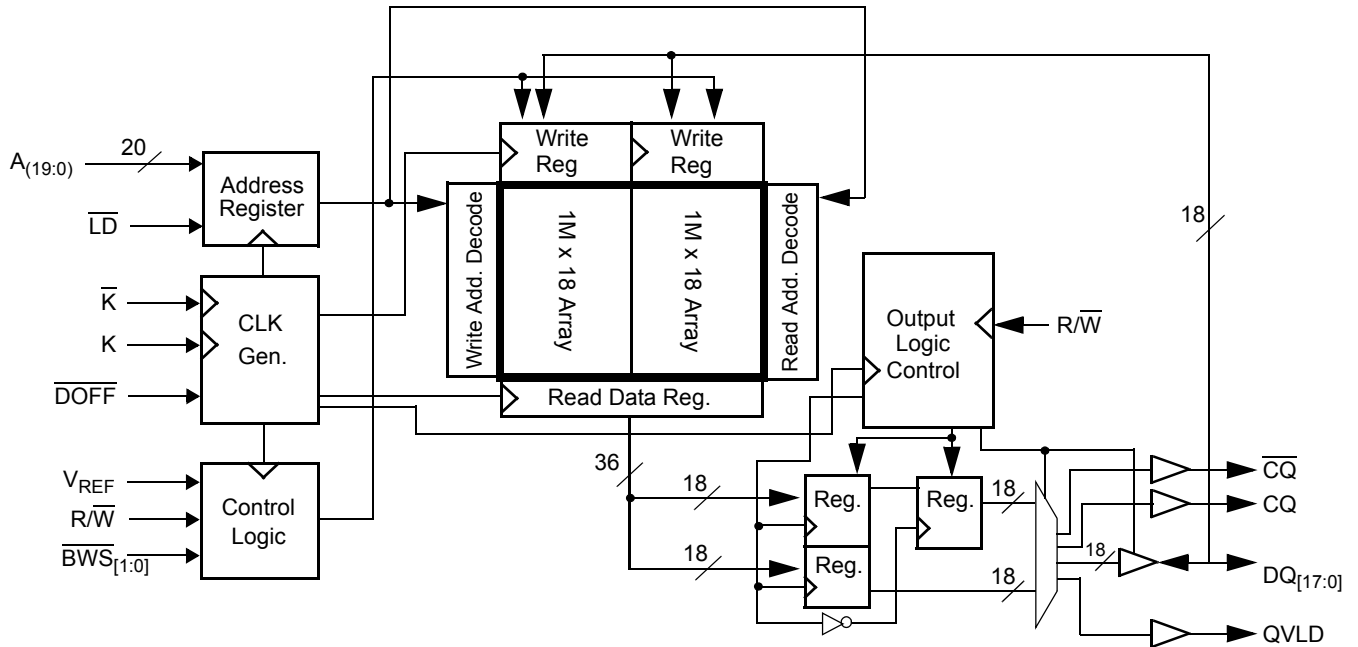 A(19:0)
20
LD
Address
Register
K
K
DOFF
CLK
Gen.
VREF
R/W
BWS[1:0]
Control
Logic
Write
Reg
Write
Reg
Write Add. Decode
1M x 18 Array
1M x 18 Array
Read Add. Decode
Read Data Reg.
36
18
18
Output
Logic
Control
R/W
18
Reg.
Reg.
Reg.
18
18
18
CQ
CQ
DQ[17:0]
QVLD